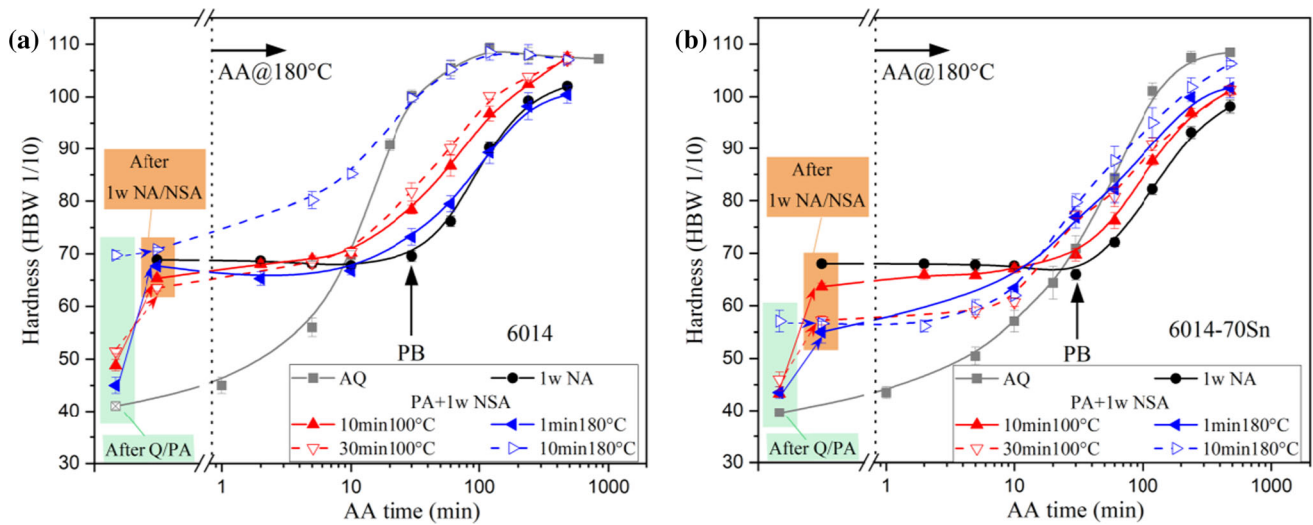 (a)
110
100
90
80
70
60
50
40
30
Hardness (HBW 1/10)
AA@180°C
After
1w NA/NSA
PB
6014
After Q/PA
AQ
1w NA
PA+1w NSA
10min100°C
1min180°C
30min100°C
10min180°C
1
10
100
1000
AA time (min)
(b)
110
100
90
80
70
60
50
40
30
Hardness (HBW 1/10)
AA@180°C
After
1w NA/NSA
PB
6014-70Sn
After Q/PA
AQ
1w NA
PA+1w NSA
10min100°C
1min180°C
30min100°C
10min180°C
1
10
100
1000
AA time (min)